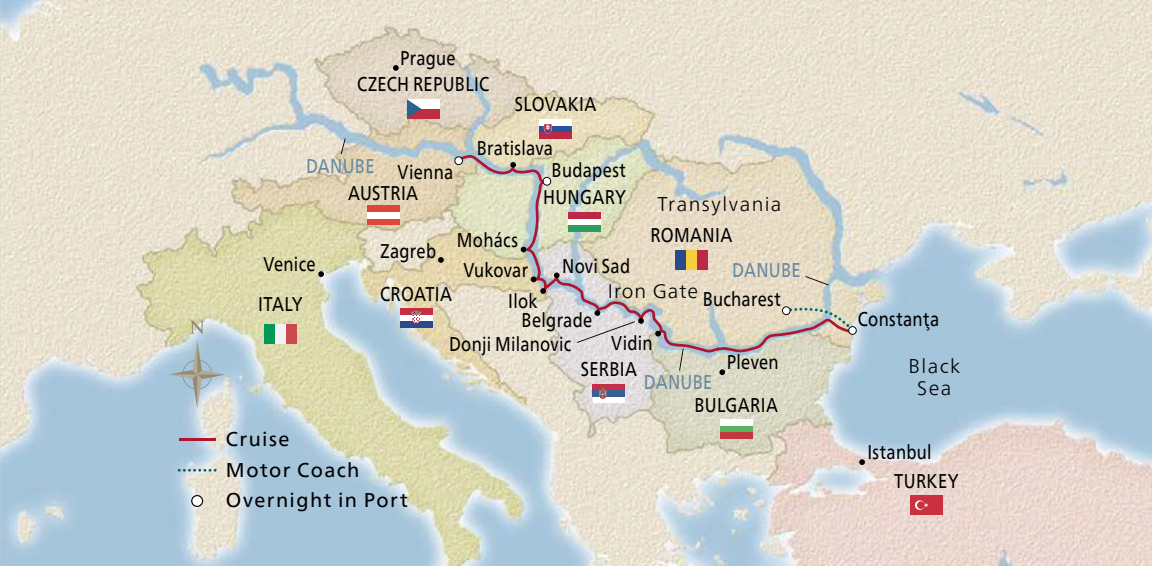 Prague
CZECH REPUBLIC
SLOVAKIA
Bratislava
DANUBE
Vienna
Budapest
AUSTRIA
HUNGARY
Transylvania
ROMANIA
Mohács
Zagreb
Venice
Vukovar
Novi Sad
DANUBE
CROATIA
Iron Gate
Bucharest
ITALY
Ilok
Belgrade
Constanţa
N
Donji Milanovic
Vidin
Pleven
Black
Sea
SERBIA
DANUBE
BULGARIA
Cruise
Istanbul
Motor Coach
TURKEY
Overnight in Port